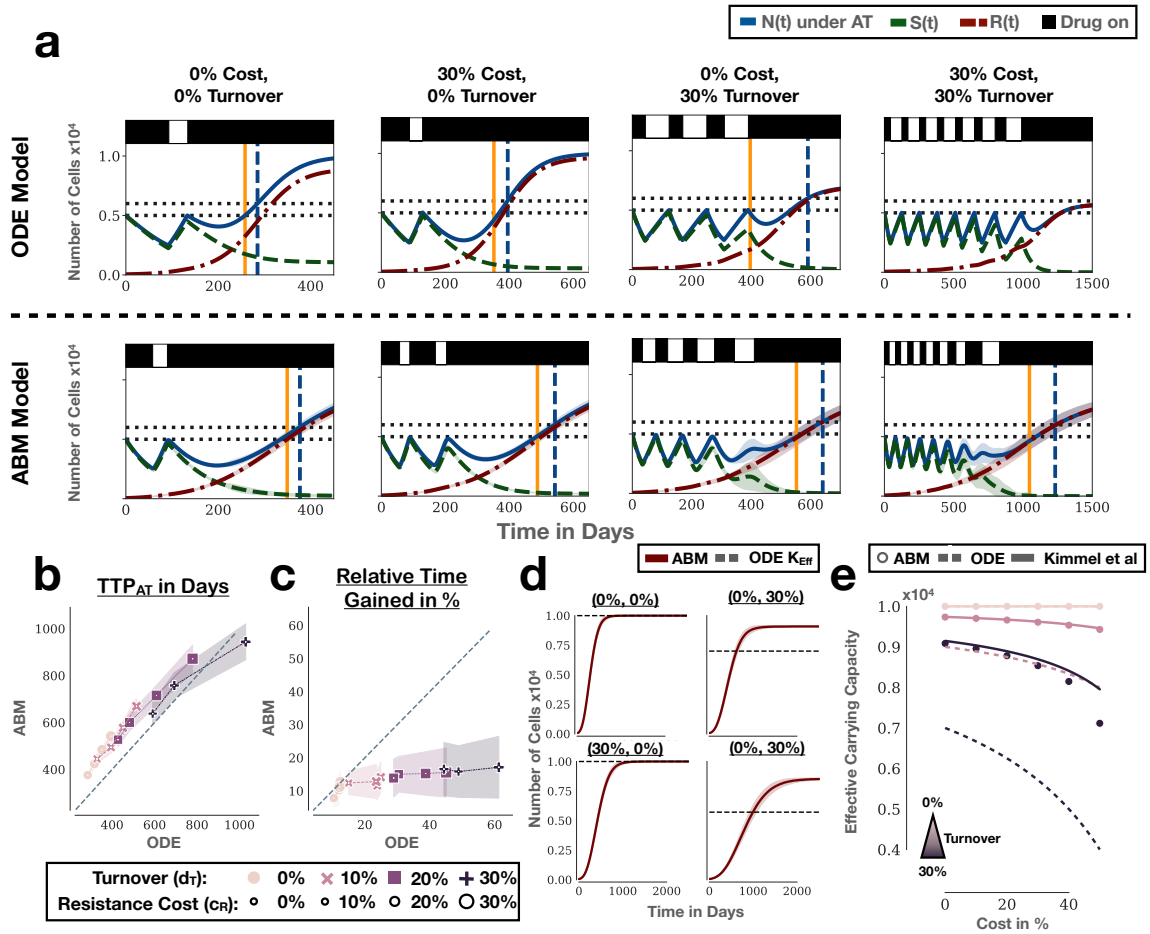 N(t) under AT S(t) R(t) Drug on
a
0% Cost,
0% Turnover
30% Cost,
0% Turnover
0% Cost,
30% Turnover
30% Cost,
30% Turnover
ODE Model
Number of Cells x10⁴
1.0
0.5
0.0
0 200 400
0 200 400 600
0 200 400 600
0 500 1000 1500
ABM Model
Number of Cells x10⁴
0 200 400
0 200 400 600
0 200 400 600
0 500 1000 1500
Time in Days
b
TTP_AT in Days
1000
800
600
400
ABM
400 600 800 1000
ODE
c
Relative Time
Gained in %
60
50
40
30
20
10
ABM
20 40 60
ODE
Turnover (d_T): 0% 10% 20% 30%
Resistance Cost (c_R): 0% 10% 20% 30%
d
ABM ODE K_Eff
(0%, 0%)
(0%, 30%)
(30%, 0%)
(0%, 30%)
1.00
0.75
0.50
0.25
0.00
1.00
0.75
0.50
0.25
0.00
Number of Cells x10⁴
0 1000 2000
0 1000 2000
Time in Days
e
ABM ODE Kimmel et al
x10⁴
1.0
0.9
0.8
0.7
0.6
0.5
0.4
Effective Carrying Capacity
0%
Turnover
30%
0 20 40
Cost in %